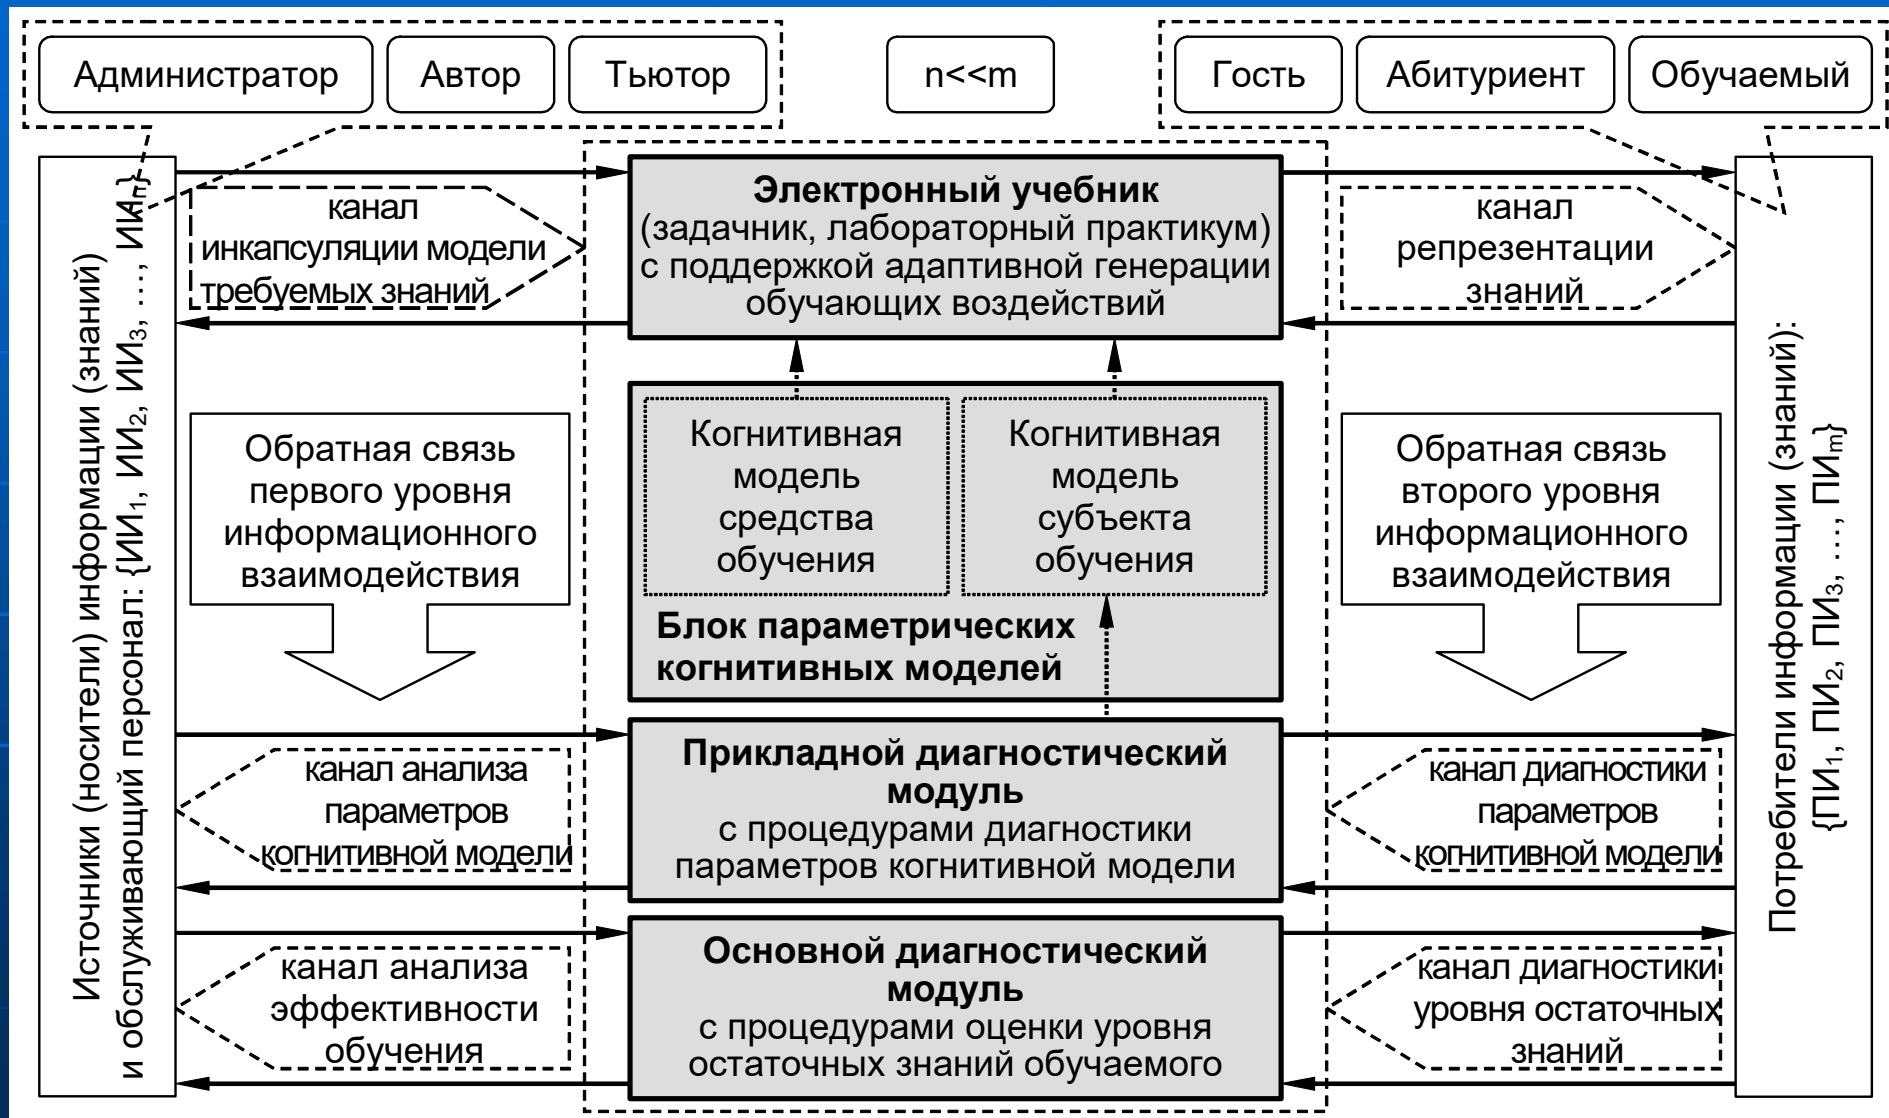 Администратор
Автор
Тьютор
n<<m
Гость
Абитуриент
Обучаемый
Источники (носители) информации (знаний)
и обслуживающий персонал: {ИИ₁, ИИ₂, ИИ₃, …, ИИₙ}
канал
инкапсуляции модели
требуемых знаний
Электронный учебник
(задачник, лабораторный практикум)
с поддержкой адаптивной генерации
обучающих воздействий
канал
репрезентации
знаний
Потребители информации (знаний):
{ПИ₁, ПИ₂, ПИ₃, …, ПИₘ}
Обратная связь
первого уровня
информационного
взаимодействия
Когнитивная
модель
средства
обучения
Когнитивная
модель
субъекта
обучения
Блок параметрических
когнитивных моделей
Обратная связь
второго уровня
информационного
взаимодействия
канал анализа
параметров
когнитивной модели
Прикладной диагностический
модуль
с процедурами диагностики
параметров когнитивной модели
канал диагностики
параметров
когнитивной модели
канал анализа
эффективности
обучения
Основной диагностический
модуль
с процедурами оценки уровня
остаточных знаний обучаемого
канал диагностики
уровня остаточных
знаний